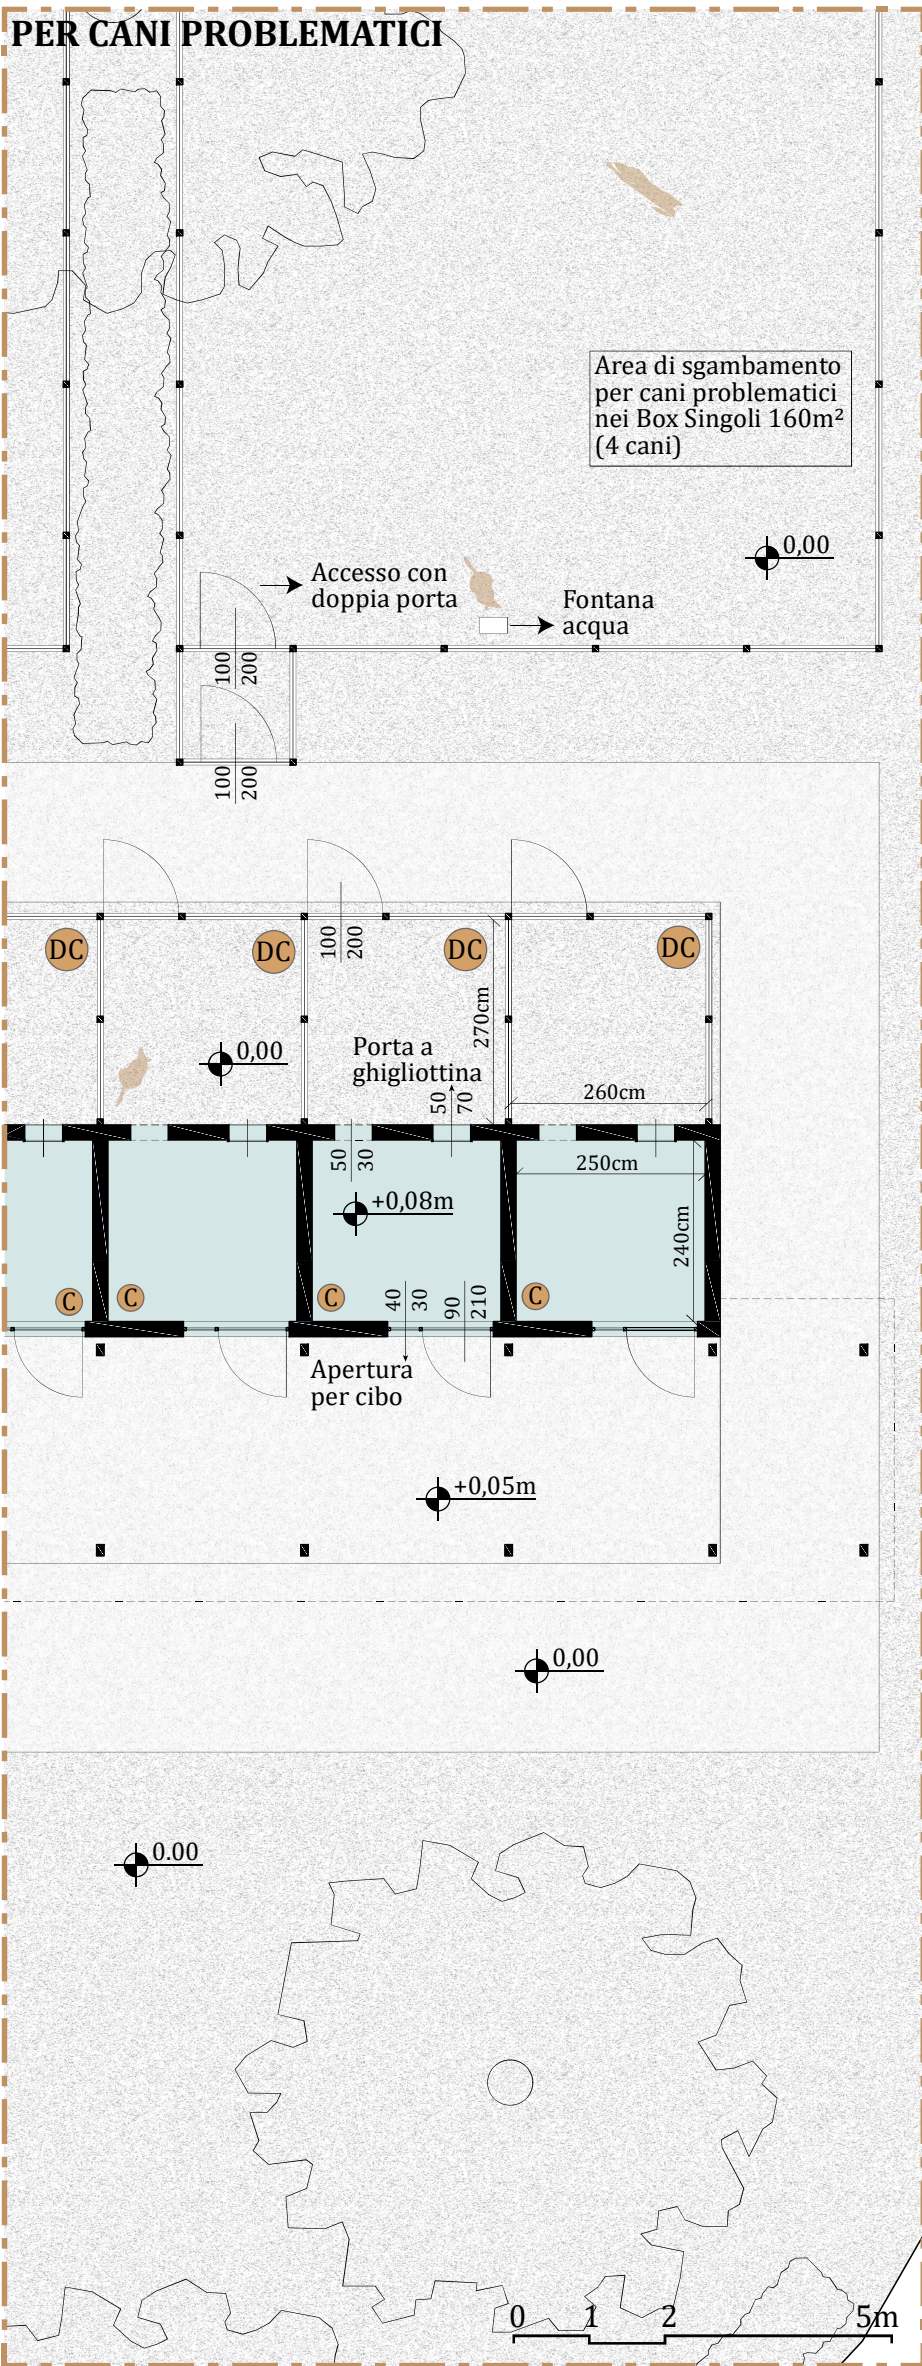 PER CANI PROBLEMATICI
Area di sgambamento
per cani problematici
nei Box Singoli 160m²
(4 cani)
0,00
Accesso con
doppia porta
Fontana
acqua
100
200
100
200
DC
DC
DC
DC
100
200
270cm
0,00
Porta a
ghigliottina
50
70
260cm
50
30
250cm
+0,08m
240cm
C
C
C
C
40
30
90
210
Apertura
per cibo
+0,05m
0,00
0.00
0 1 2 5m